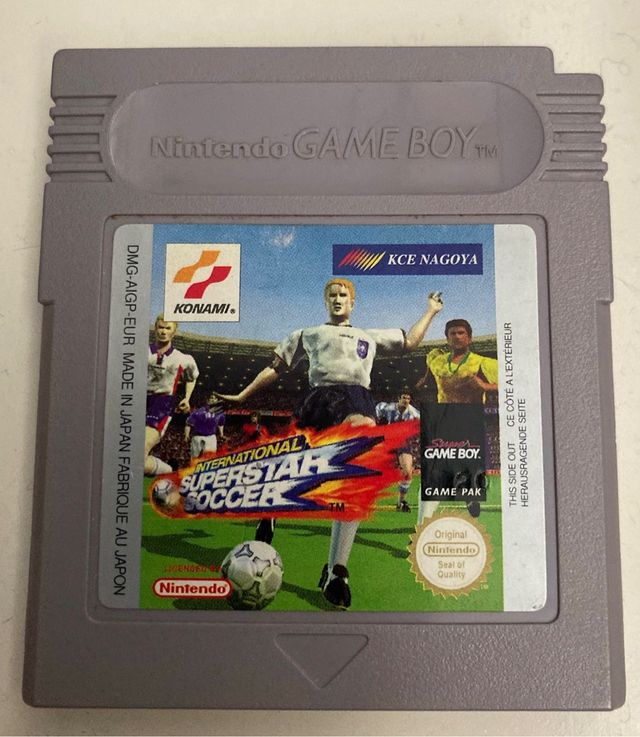 Nintendo GAME BOY TM
KONAMI®
KCE NAGOYA
DMG-AIGP-EUR MADE IN JAPAN FABRIQUE AU JAPON
INTERNATIONAL
SUPERSTAR
SOCCER TM
Super
GAME BOY.
GAME PAK
THIS SIDE OUT CE CÔTÉ A L'EXTÉRIEUR
HERAUSRAGENDE SEITE
Original
Nintendo
Seal of
Quality
LICENSED BY
Nintendo